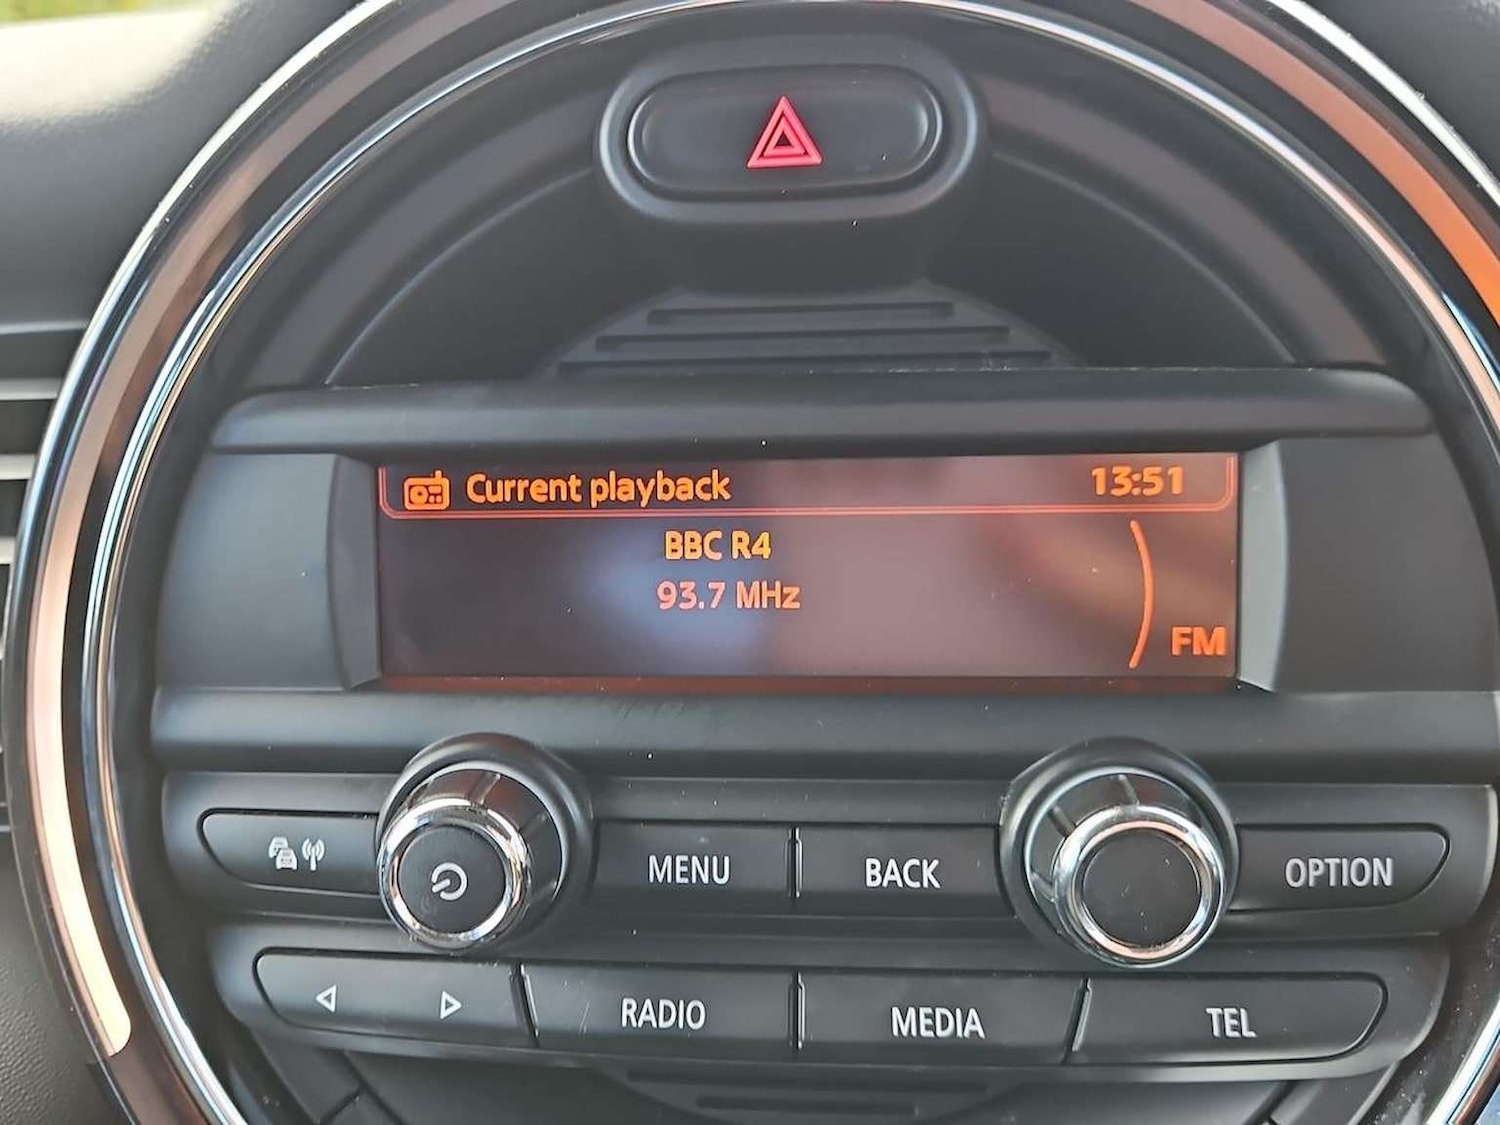 Current playback 13:51
BBC R4
93.7 MHz
FM
MENU BACK OPTION
RADIO MEDIA TEL